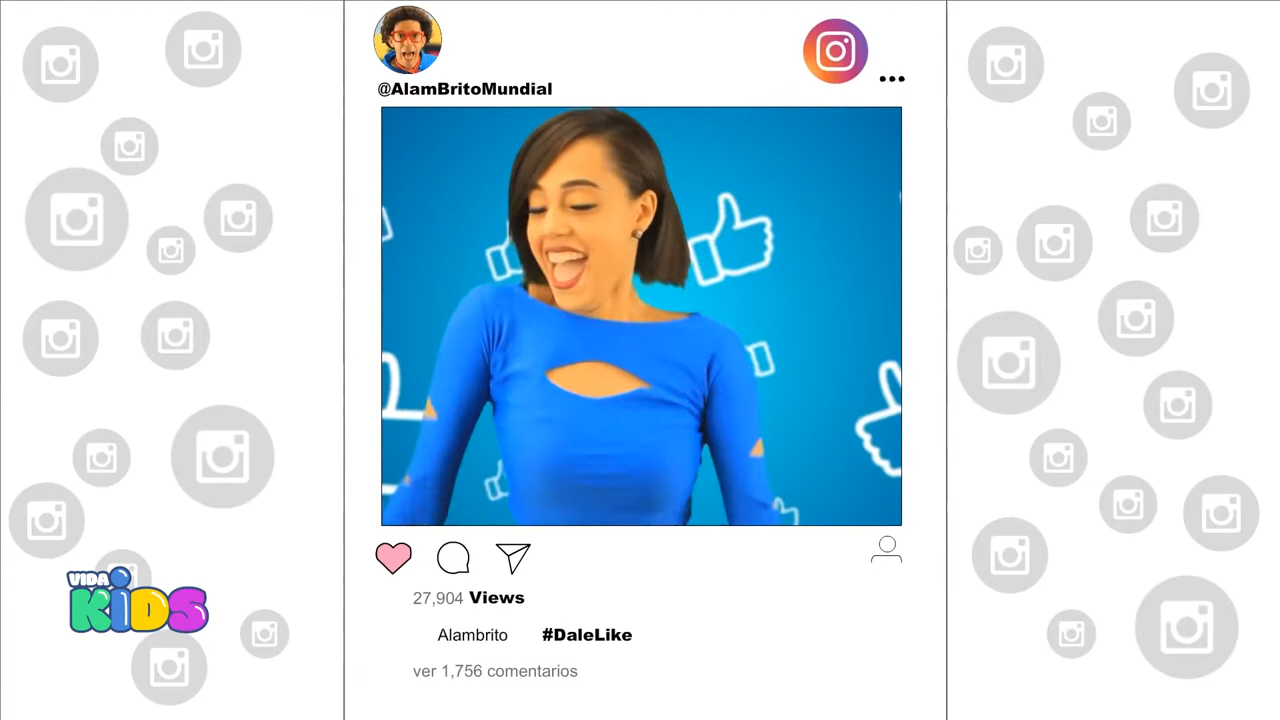 @AlamBritoMundial
27,904 Views
Alambrito #DaleLike
ver 1,756 comentarios
VIDA
KiDS